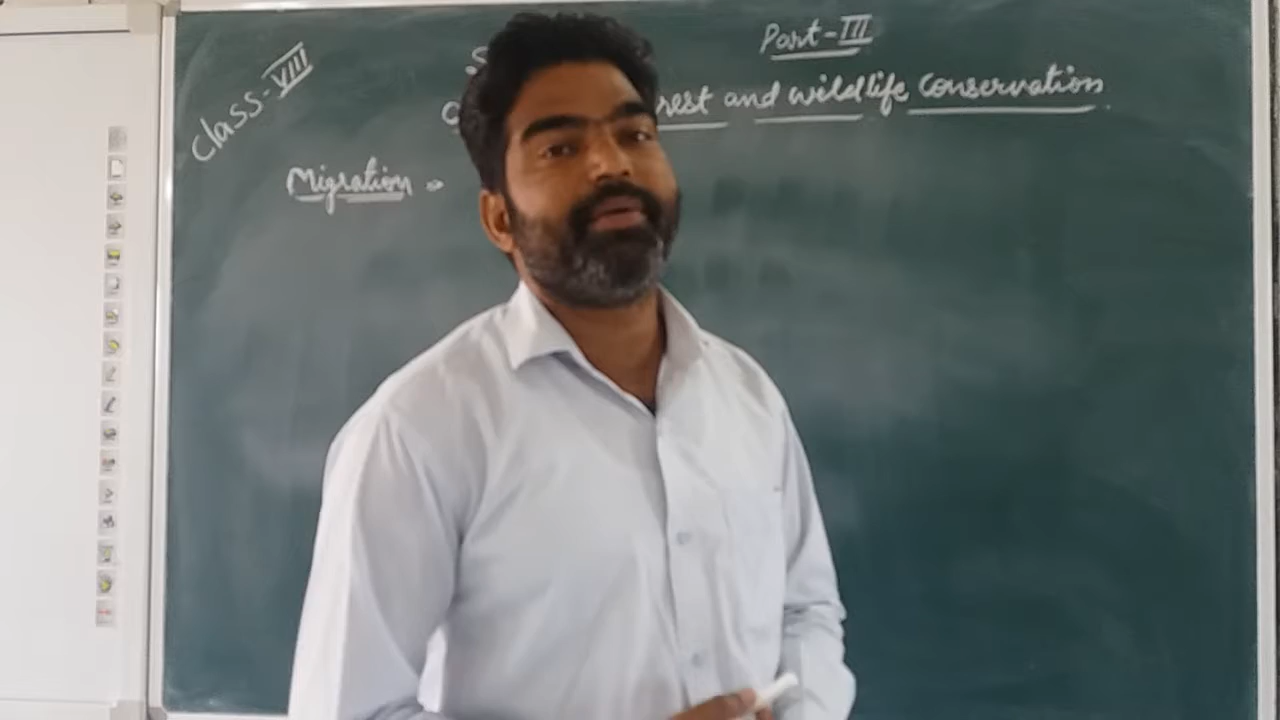 Part-III
Class-VIII
rest and wildlife conservation
Migration